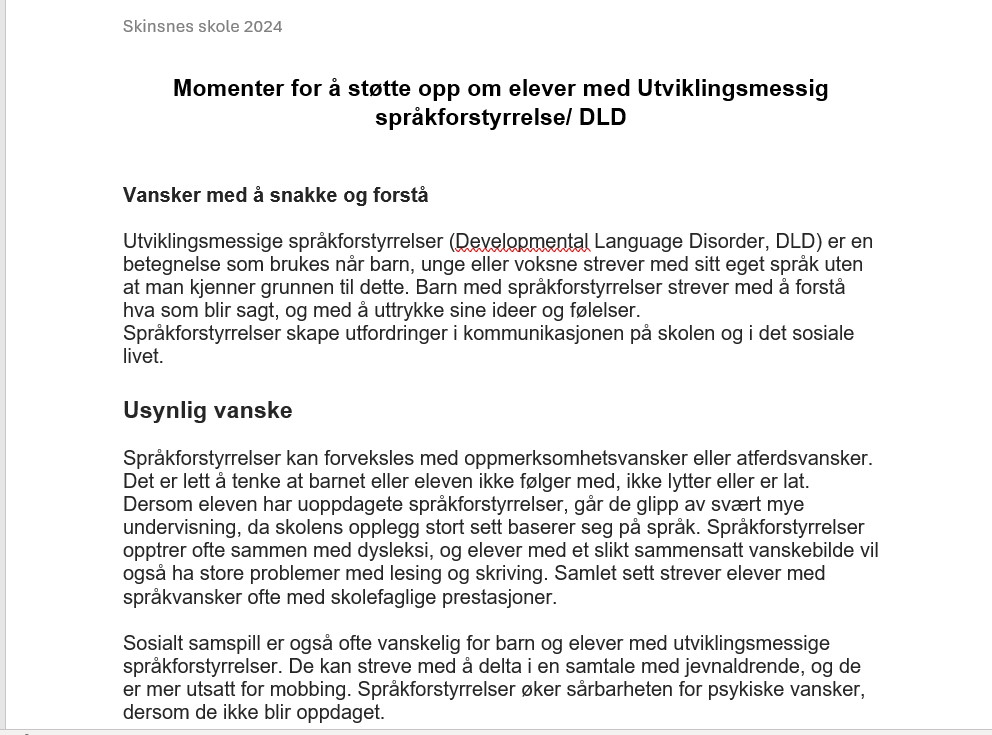 Skinsnes skole 2024
Momenter for å støtte opp om elever med Utviklingsmessig
språkforstyrrelse/ DLD
Vansker med å snakke og forstå
Utviklingsmessige språkforstyrrelser (Developmental Language Disorder, DLD) er en
betegnelse som brukes når barn, unge eller voksne strever med sitt eget språk uten
at man kjenner grunnen til dette. Barn med språkforstyrrelser strever med å forstå
hva som blir sagt, og med å uttrykke sine ideer og følelser.
Språkforstyrrelser skape utfordringer i kommunikasjonen på skolen og i det sosiale
livet.
Usynlig vanske
Språkforstyrrelser kan forveksles med oppmerksomhetsvansker eller atferdsvansker.
Det er lett å tenke at barnet eller eleven ikke følger med, ikke lytter eller er lat.
Dersom eleven har uoppdagete språkforstyrrelser, går de glipp av svært mye
undervisning, da skolens opplegg stort sett baserer seg på språk. Språkforstyrrelser
opptrer ofte sammen med dysleksi, og elever med et slikt sammensatt vanskebilde vil
også ha store problemer med lesing og skriving. Samlet sett strever elever med
språkvansker ofte med skolefaglige prestasjoner.
Sosialt samspill er også ofte vanskelig for barn og elever med utviklingsmessige
språkforstyrrelser. De kan streve med å delta i en samtale med jevnaldrende, og de
er mer utsatt for mobbing. Språkforstyrrelser øker sårbarheten for psykiske vansker,
dersom de ikke blir oppdaget.